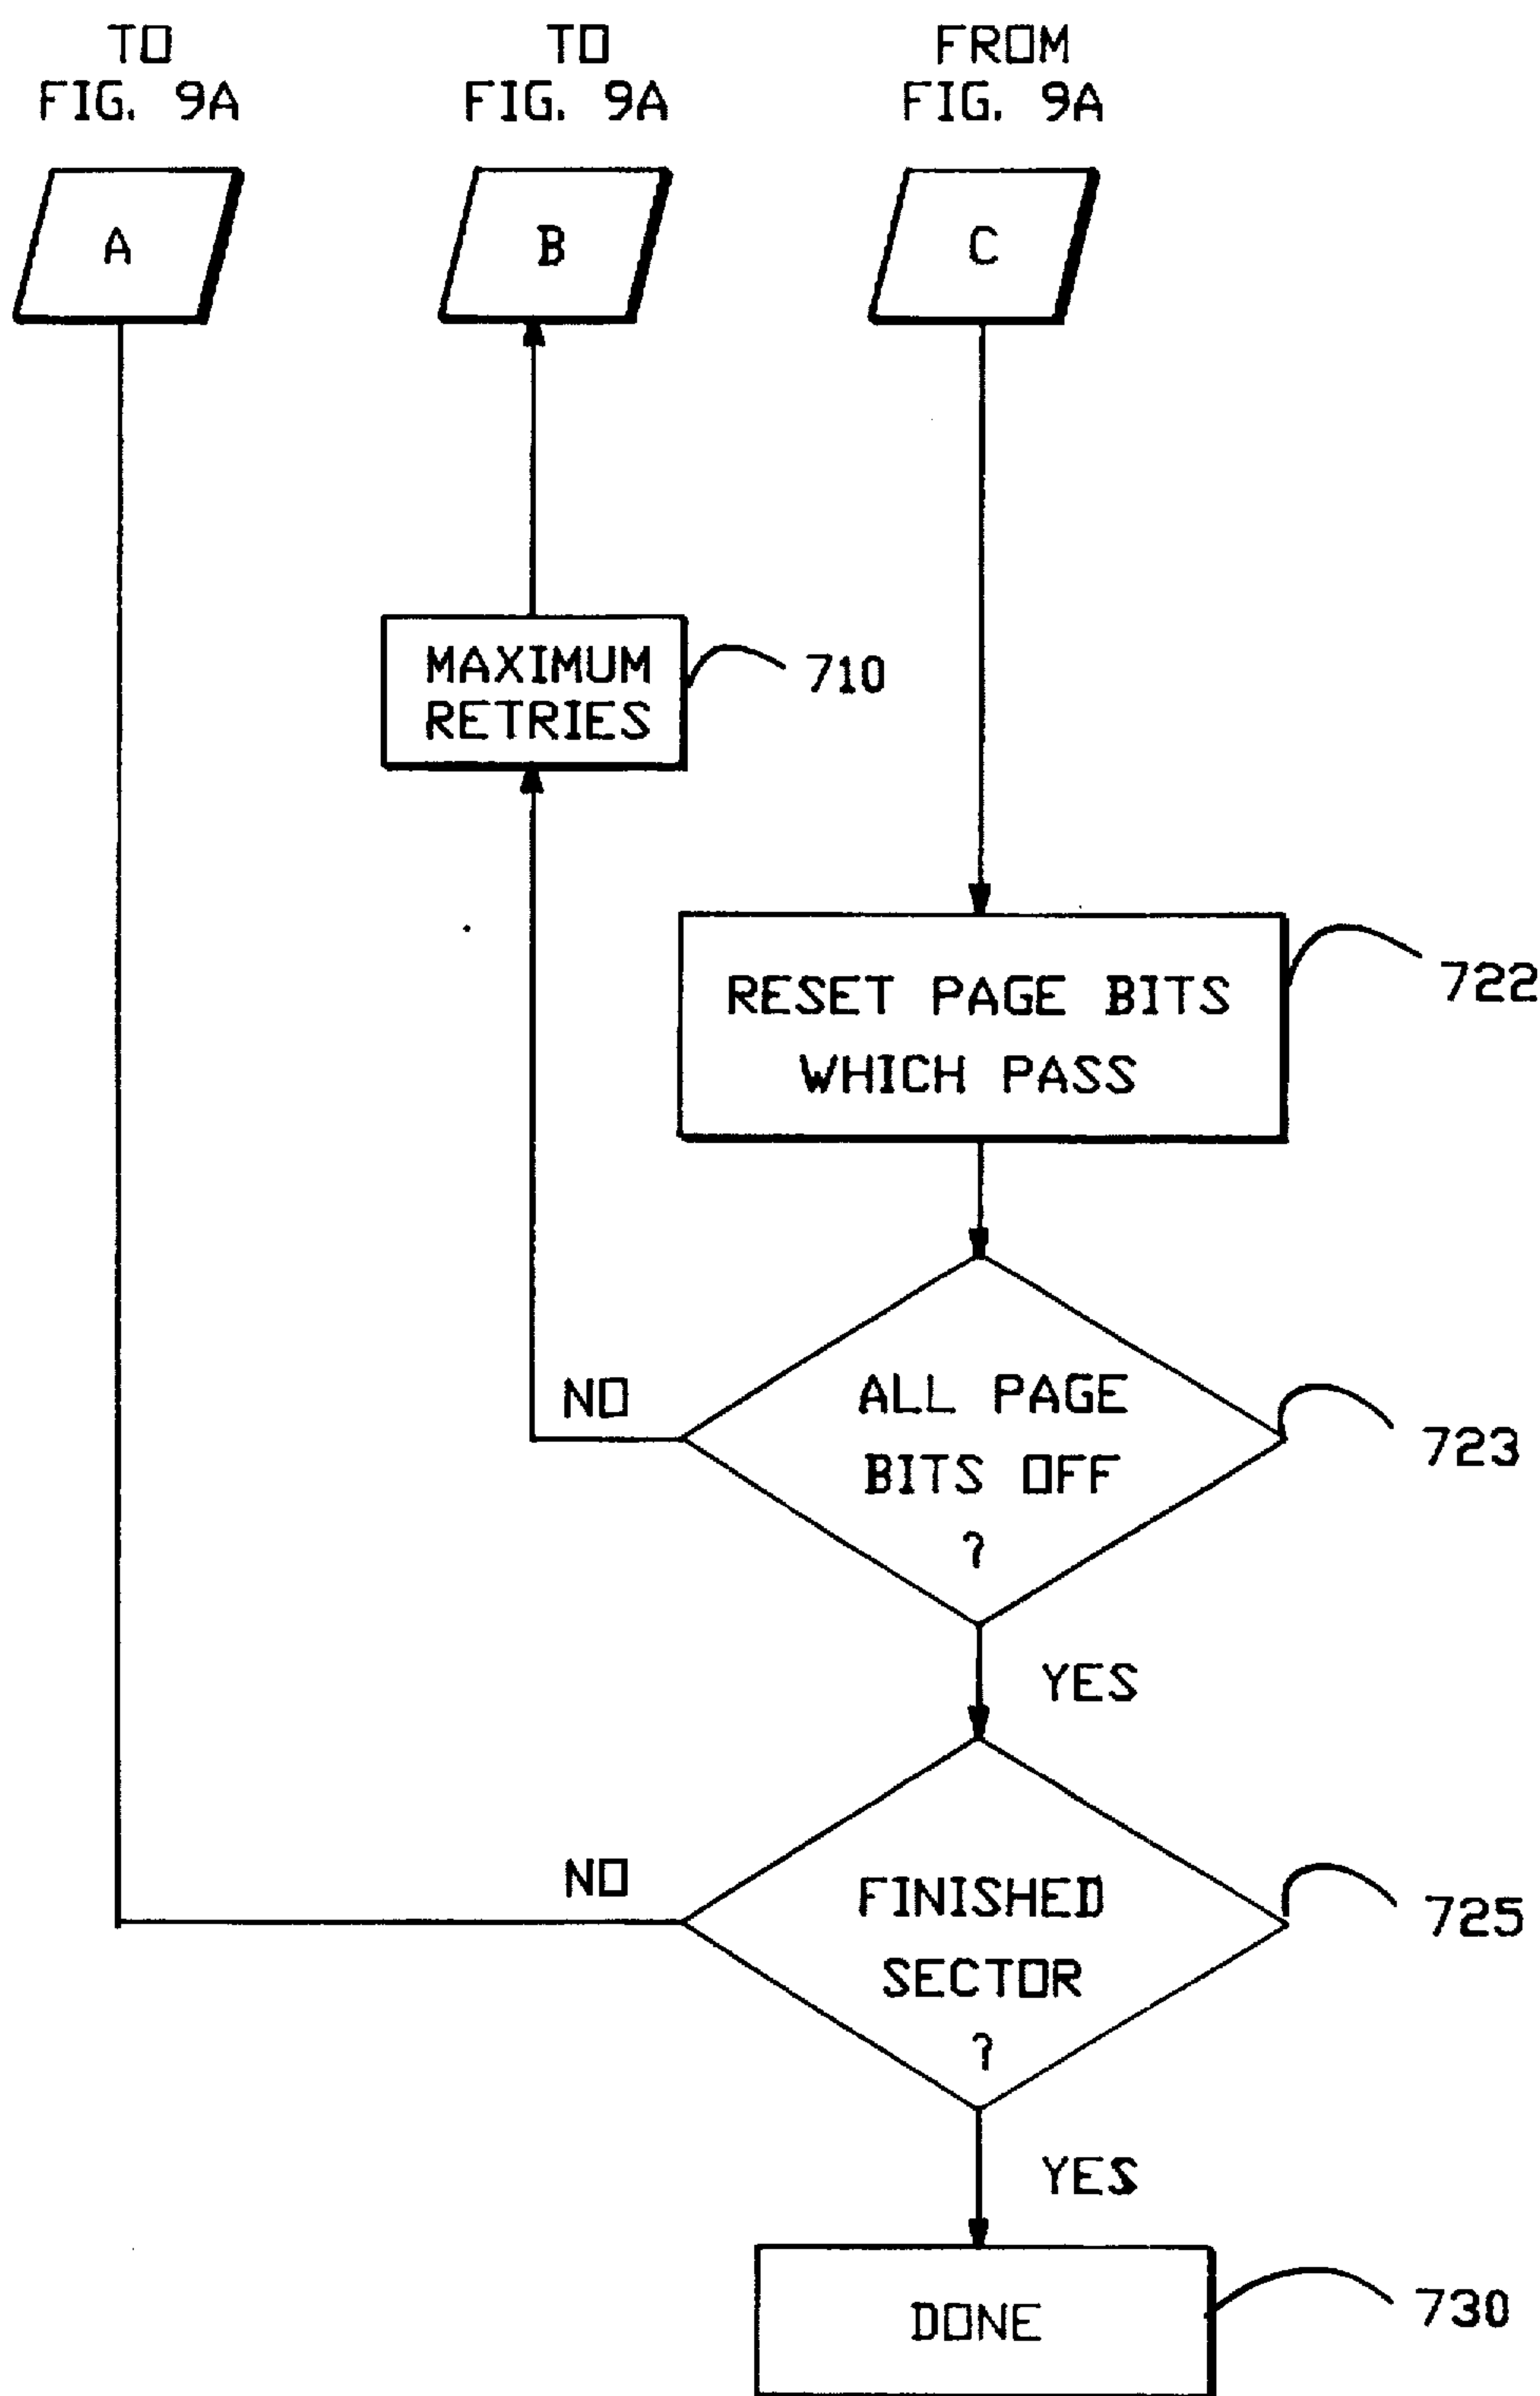 TO
FIG. 9A
TO
FIG. 9A
FROM
FIG. 9A
A
B
C
MAXIMUM
RETRIES
710
RESET PAGE BITS
WHICH PASS
722
NO
ALL PAGE
BITS OFF
?
723
YES
NO
FINISHED
SECTOR
?
725
YES
DONE
730